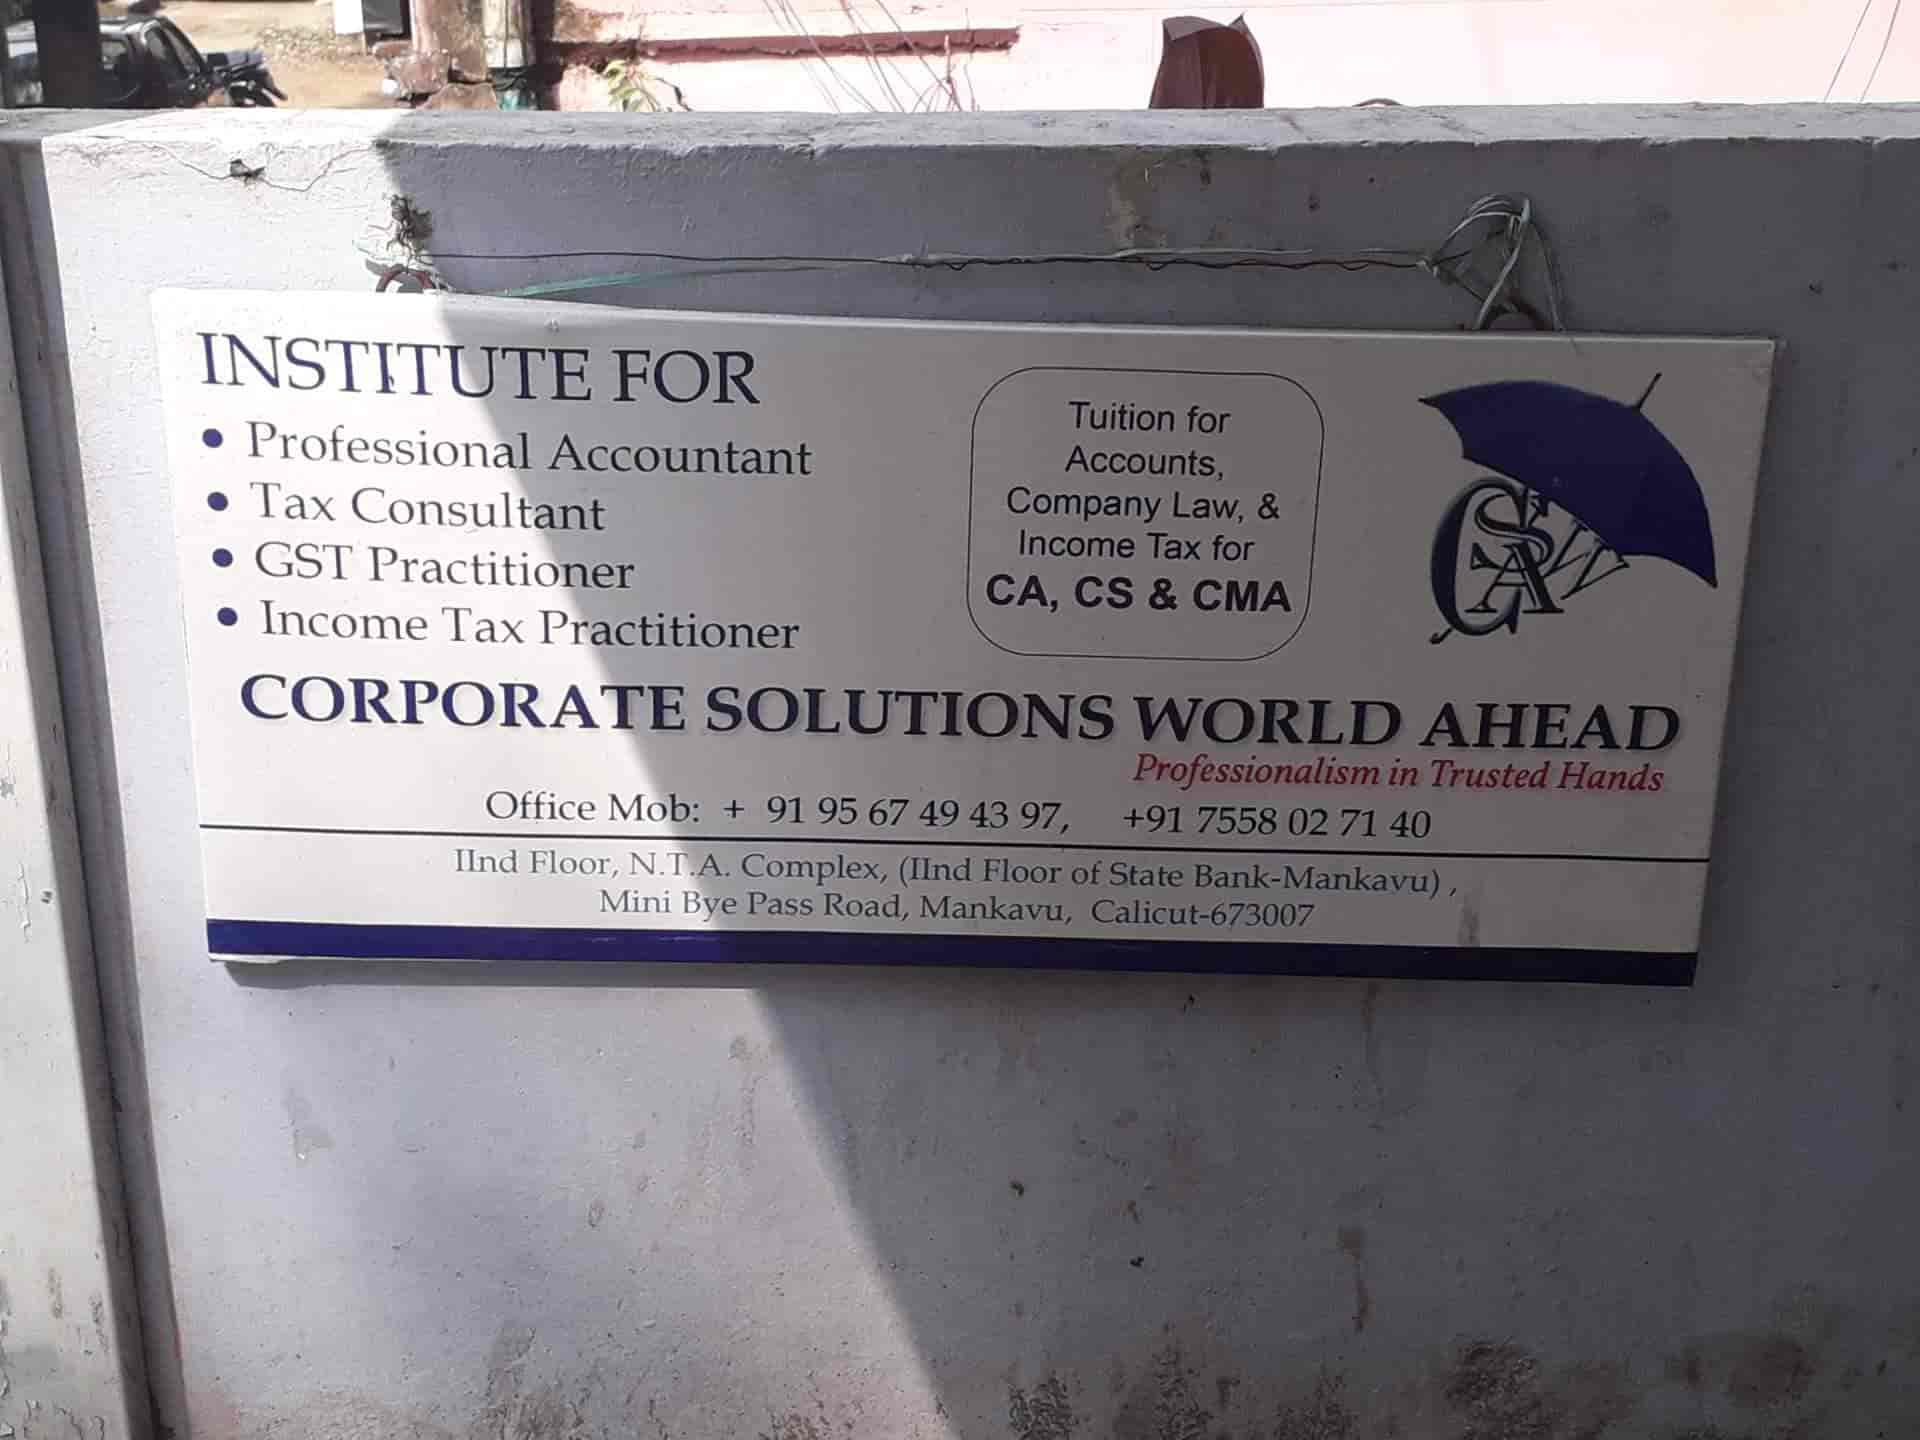 INSTITUTE FOR
• Professional Accountant
• Tax Consultant
• GST Practitioner
• Income Tax Practitioner
Tuition for
Accounts,
Company Law, &
Income Tax for
CA, CS & CMA
CSWA
CORPORATE SOLUTIONS WORLD AHEAD
Professionalism in Trusted Hands
Office Mob: + 91 95 67 49 43 97, +91 7558 02 71 40
IInd Floor, N.T.A. Complex, (IInd Floor of State Bank-Mankavu) ,
Mini Bye Pass Road, Mankavu, Calicut-673007